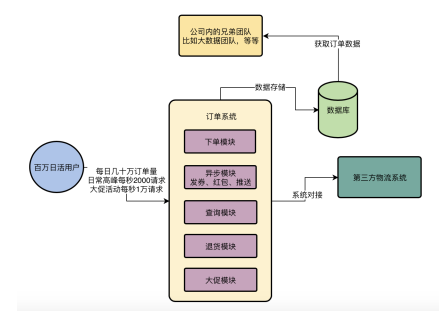 公司内的兄弟团队
比如大数据团队，等等
获取订单数据
数据存储
数据库
订单系统
下单模块
百万日活用户
每日几十万订单量
日常高峰每秒2000请求
大促活动每秒1万请求
异步模块
发券、红包、推送
第三方物流系统
系统对接
查询模块
退货模块
大促模块